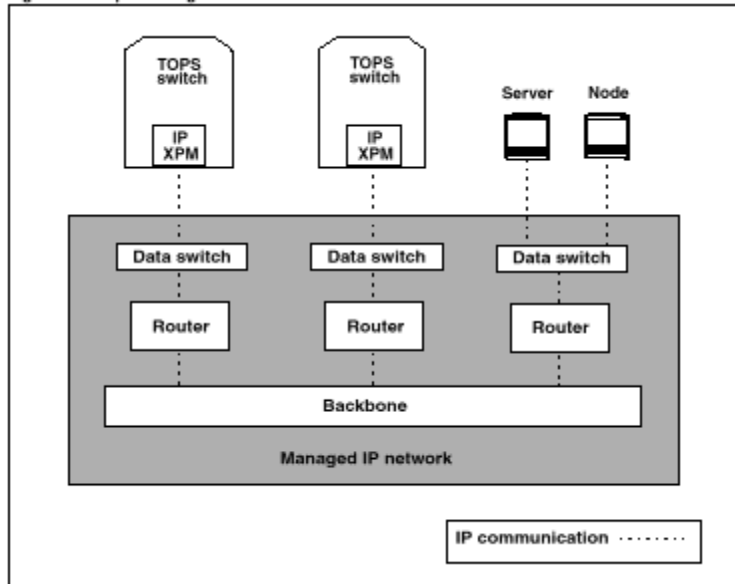 TOPS
switch
TOPS
switch
Server
Node
IP
XPM
IP
XPM
Data switch
Data switch
Data switch
Router
Router
Router
Backbone
Managed IP network
IP communication